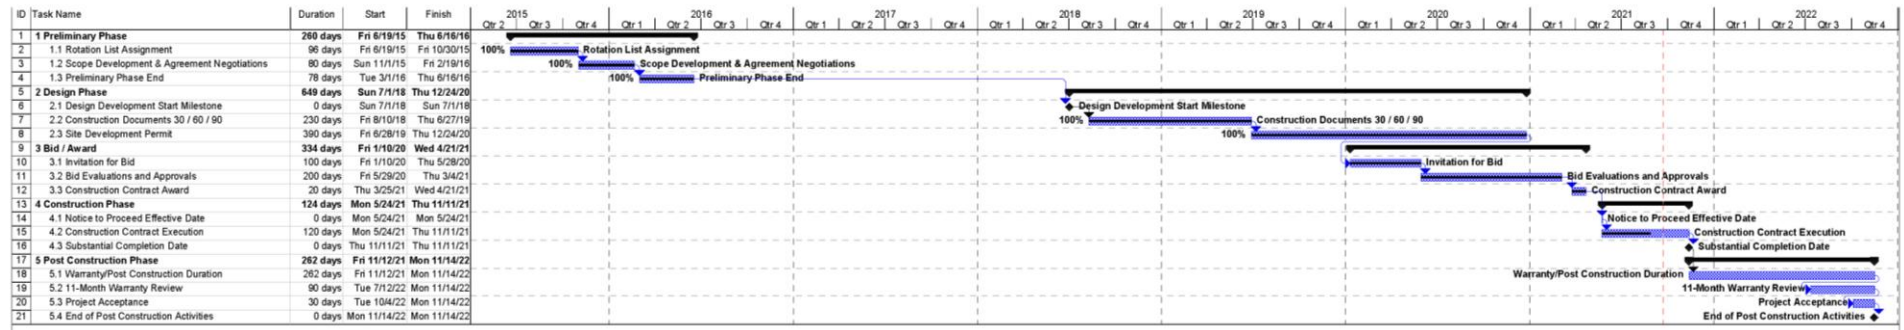 ID Task Name Duration Start Finish 2015 2016 2017 2018 2019 2020 2021 2022
Qtr 2 Qtr 3 Qtr 4 Qtr 1 Qtr 2 Qtr 3 Qtr 4 Qtr 1 Qtr 2 Qtr 3 Qtr 4 Qtr 1 Qtr 2 Qtr 3 Qtr 4 Qtr 1 Qtr 2 Qtr 3 Qtr 4 Qtr 1 Qtr 2 Qtr 3 Qtr 4 Qtr 1 Qtr 2 Qtr 3 Qtr 4 Qtr 1 Qtr 2 Qtr 3 Qtr 4
1 1 Preliminary Phase 260 days Fri 6/19/15 Thu 6/16/16
2 1.1 Rotation List Assignment 96 days Fri 6/19/15 Fri 10/30/15 100% Rotation List Assignment
3 1.2 Scope Development & Agreement Negotiations 80 days Sun 11/1/15 Fri 2/19/16 100% Scope Development & Agreement Negotiations
4 1.3 Preliminary Phase End 78 days Tue 3/1/16 Thu 6/16/16 100% Preliminary Phase End
5 2 Design Phase 649 days Sun 7/1/18 Thu 12/24/20
6 2.1 Design Development Start Milestone 0 days Sun 7/1/18 Sun 7/1/18 Design Development Start Milestone
7 2.2 Construction Documents 30 / 60 / 90 230 days Fri 8/10/18 Thu 6/27/19 100% Construction Documents 30 / 60 / 90
8 2.3 Site Development Permit 390 days Fri 6/28/19 Thu 12/24/20 100%
9 3 Bid / Award 334 days Fri 1/10/20 Wed 4/21/21
10 3.1 Invitation for Bid 100 days Fri 1/10/20 Thu 5/28/20 Invitation for Bid
11 3.2 Bid Evaluations and Approvals 200 days Fri 5/29/20 Thu 3/4/21 Bid Evaluations and Approvals
12 3.3 Construction Contract Award 20 days Thu 3/25/21 Wed 4/21/21 Construction Contract Award
13 4 Construction Phase 124 days Mon 5/24/21 Thu 11/11/21
14 4.1 Notice to Proceed Effective Date 0 days Mon 5/24/21 Mon 5/24/21 Notice to Proceed Effective Date
15 4.2 Construction Contract Execution 120 days Mon 5/24/21 Thu 11/11/21 Construction Contract Execution
16 4.3 Substantial Completion Date 0 days Thu 11/11/21 Thu 11/11/21 Substantial Completion Date
17 5 Post Construction Phase 262 days Fri 11/12/21 Mon 11/14/22
18 5.1 Warranty/Post Construction Duration 262 days Fri 11/12/21 Mon 11/14/22 Warranty/Post Construction Duration
19 5.2 11-Month Warranty Review 90 days Tue 7/12/22 Mon 11/14/22 11-Month Warranty Review
20 5.3 Project Acceptance 30 days Tue 10/4/22 Mon 11/14/22 Project Acceptance
21 5.4 End of Post Construction Activities 0 days Mon 11/14/22 Mon 11/14/22 End of Post Construction Activities